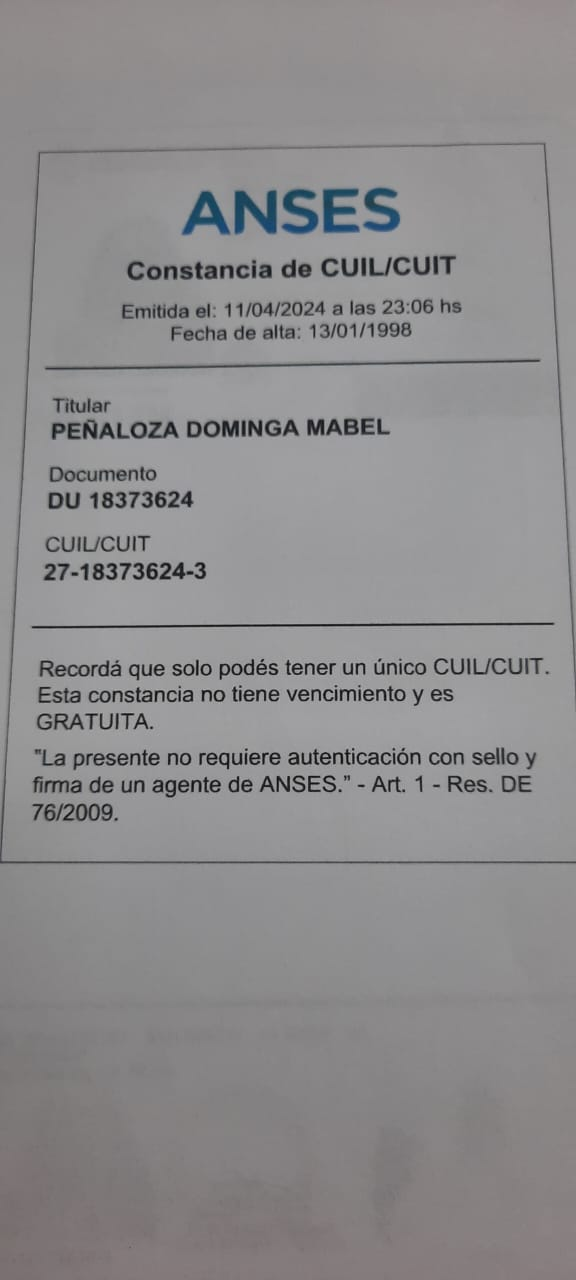 ANSES
Constancia de CUIL/CUIT
Emitida el: 11/04/2024 a las 23:06 hs
Fecha de alta: 13/01/1998
Titular
PEÑALOZA DOMINGA MABEL
Documento
DU 18373624
CUIL/CUIT
27-18373624-3
Recordá que solo podés tener un único CUIL/CUIT.
Esta constancia no tiene vencimiento y es
GRATUITA.
"La presente no requiere autenticación con sello y
firma de un agente de ANSES.” - Art. 1 - Res. DE
76/2009.